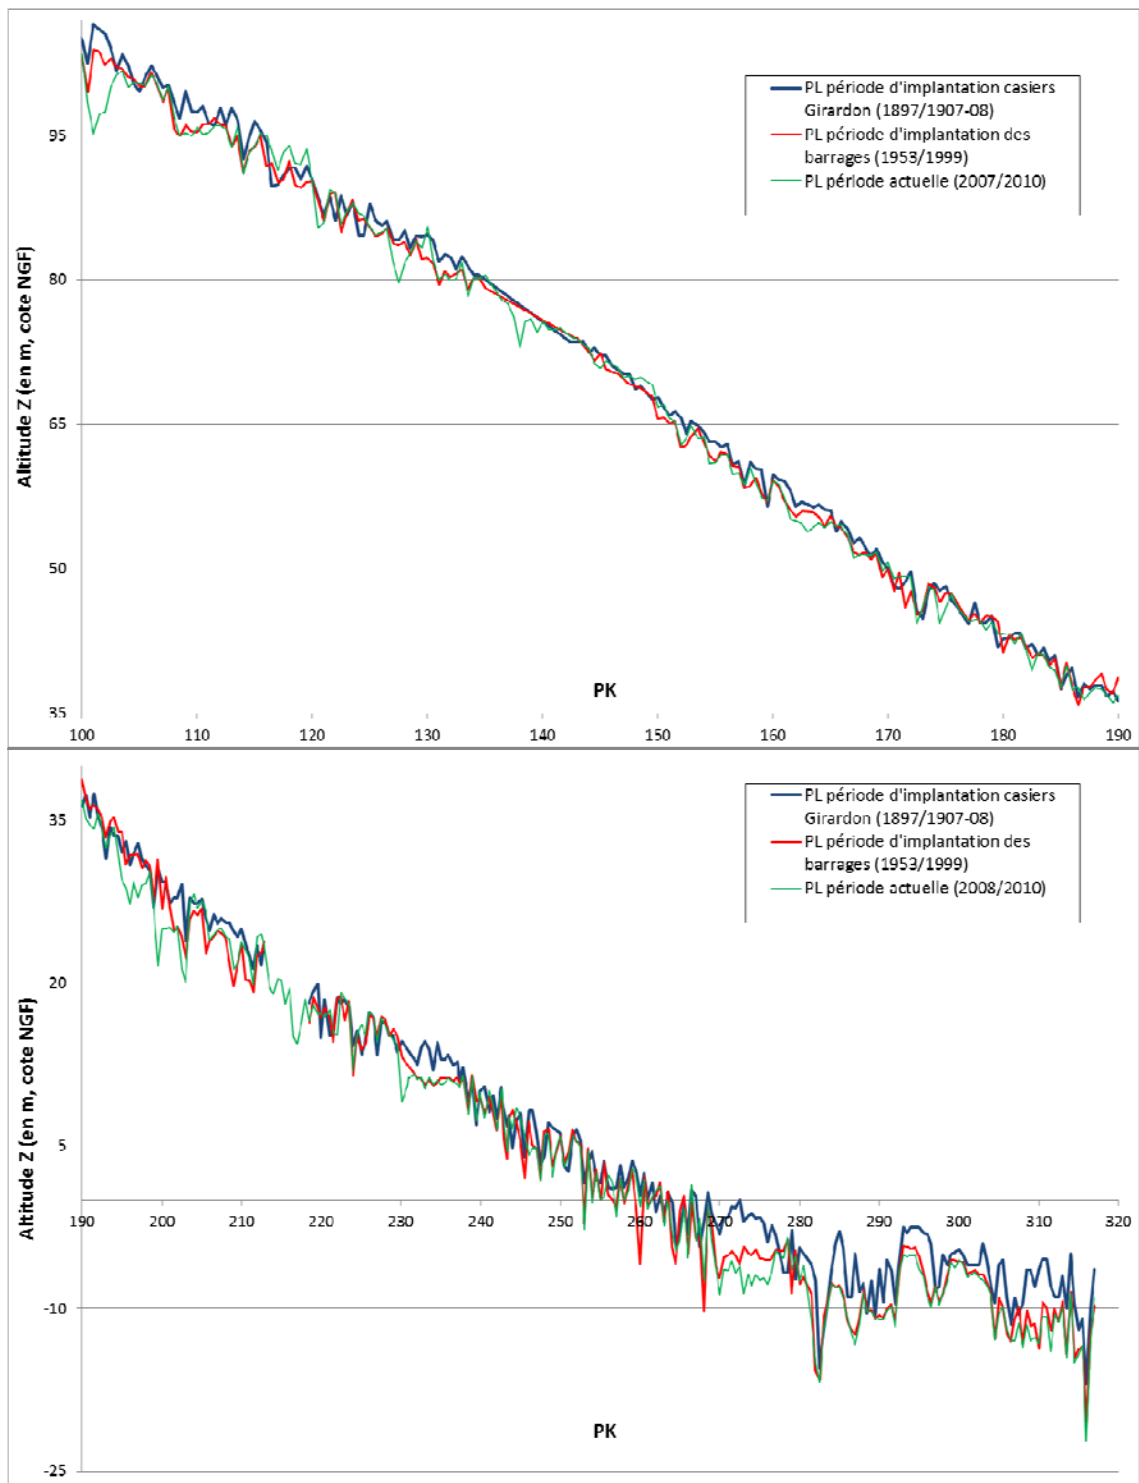 PL période d'implantation casiers
Girardon (1897/1907-08)
PL période d'implantation des
barrages (1953/1999)
PL période actuelle (2007/2010)
Altitude Z (en m, cote NGF)
95
80
65
50
35
PK
100 110 120 130 140 150 160 170 180 190
PL période d'implantation casiers
Girardon (1897/1907-08)
PL période d'implantation des
barrages (1953/1999)
PL période actuelle (2008/2010)
Altitude Z (en m, cote NGF)
35
20
5
-10
-25
190 200 210 220 230 240 250 260 270 280 290 300 310 320
PK